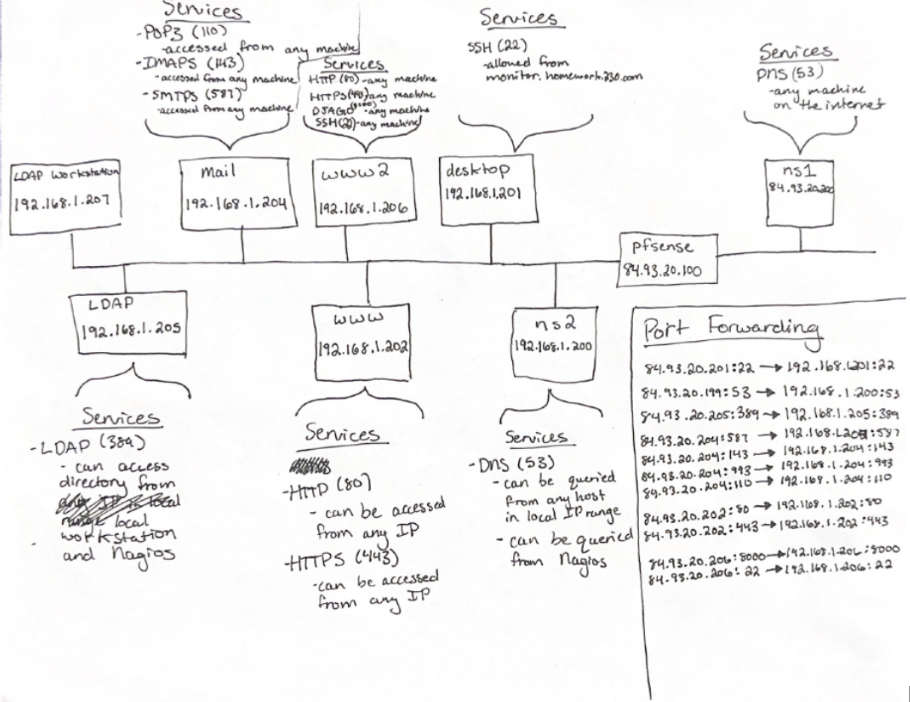 Services
-POP3 (110)
-accessed from any machine
-IMAPS (143)
-accessed from any machine
-SMTPS (587)
-accessed from any machine
Services
HTTP (80)-any machine
HTTPS(443)-any machine
-any machine
SSH(22)-any machine
Services
SSH (22)
-allowed from
monitor.homework.230.com
Services
DNS (53)
-any machine
on the internet
LDAP Workstation
192.168.1.207
mail
192.168.1.204
www2
192.168.1.206
desktop
192.168.1.201
ns1
84.93.20.200
pfsense
84.93.20.100
LDAP
192.168.1.205
www
192.168.1.202
ns2
192.168.1.200
Services
-LDAP (389)
- can access
directory from
local
workstation
and Nagios
Services
-HTTP (80)
- can be accessed
from any IP
-HTTPS (443)
-can be accessed
from any IP
Services
-DNS (53)
- can be queried
from any host
in local IP range
- can be queried
from Nagios
Port Forwarding
84.93.20.201:22 → 192.168.1.201:22
84.93.20.199:53 → 192.168.1.200:53
84.93.20.205:389 → 192.168.1.205:389
84.93.20.204:587 → 192.168.1.204:587
84.93.20.204:143 → 192.168.1.204:143
84.93.20.204:993 → 192.168.1.204:993
84.93.20.204:110 → 192.168.1.204:110
84.93.20.202:80 → 192.168.1.202:80
84.93.20.202:443 → 192.168.1.202:443
84.93.20.206:8000 → 192.168.1.206:8000
84.93.20.206:22 → 192.168.1.206:22